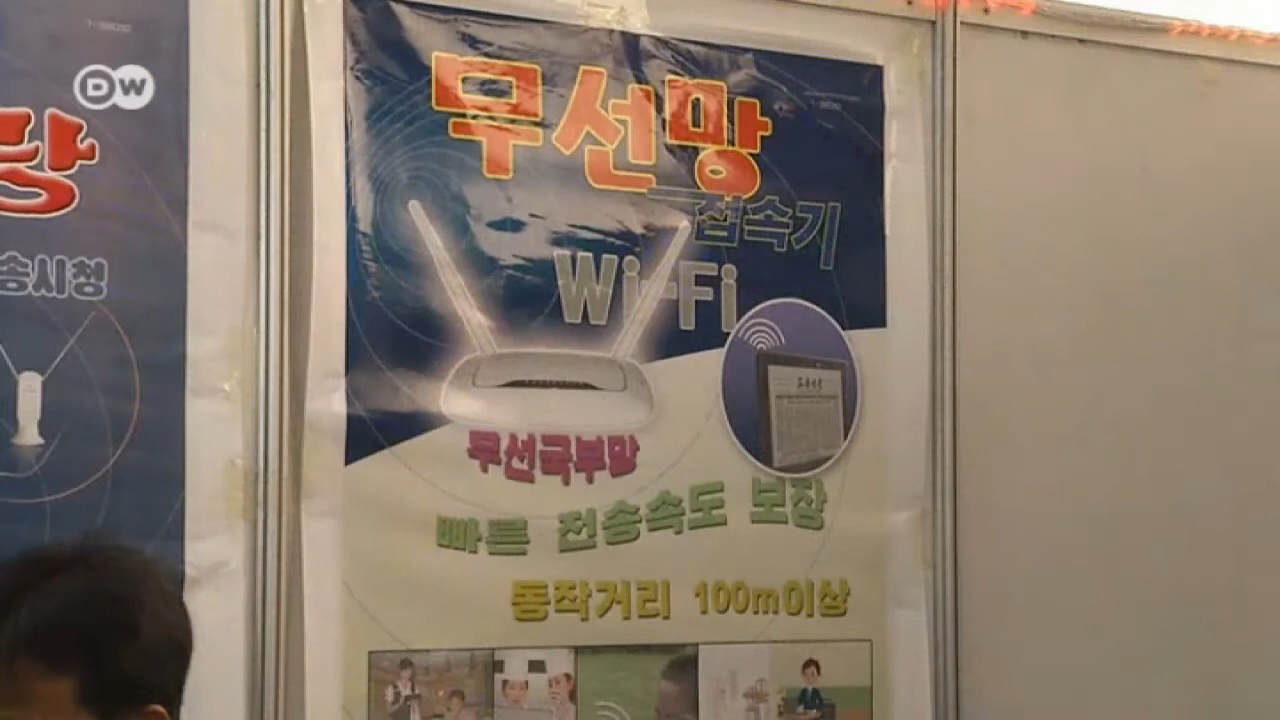 DW
무선망
접속기
Wi-Fi
무선국부망
빠른 전송속도 보장
동작거리 100m이상
당
송시청